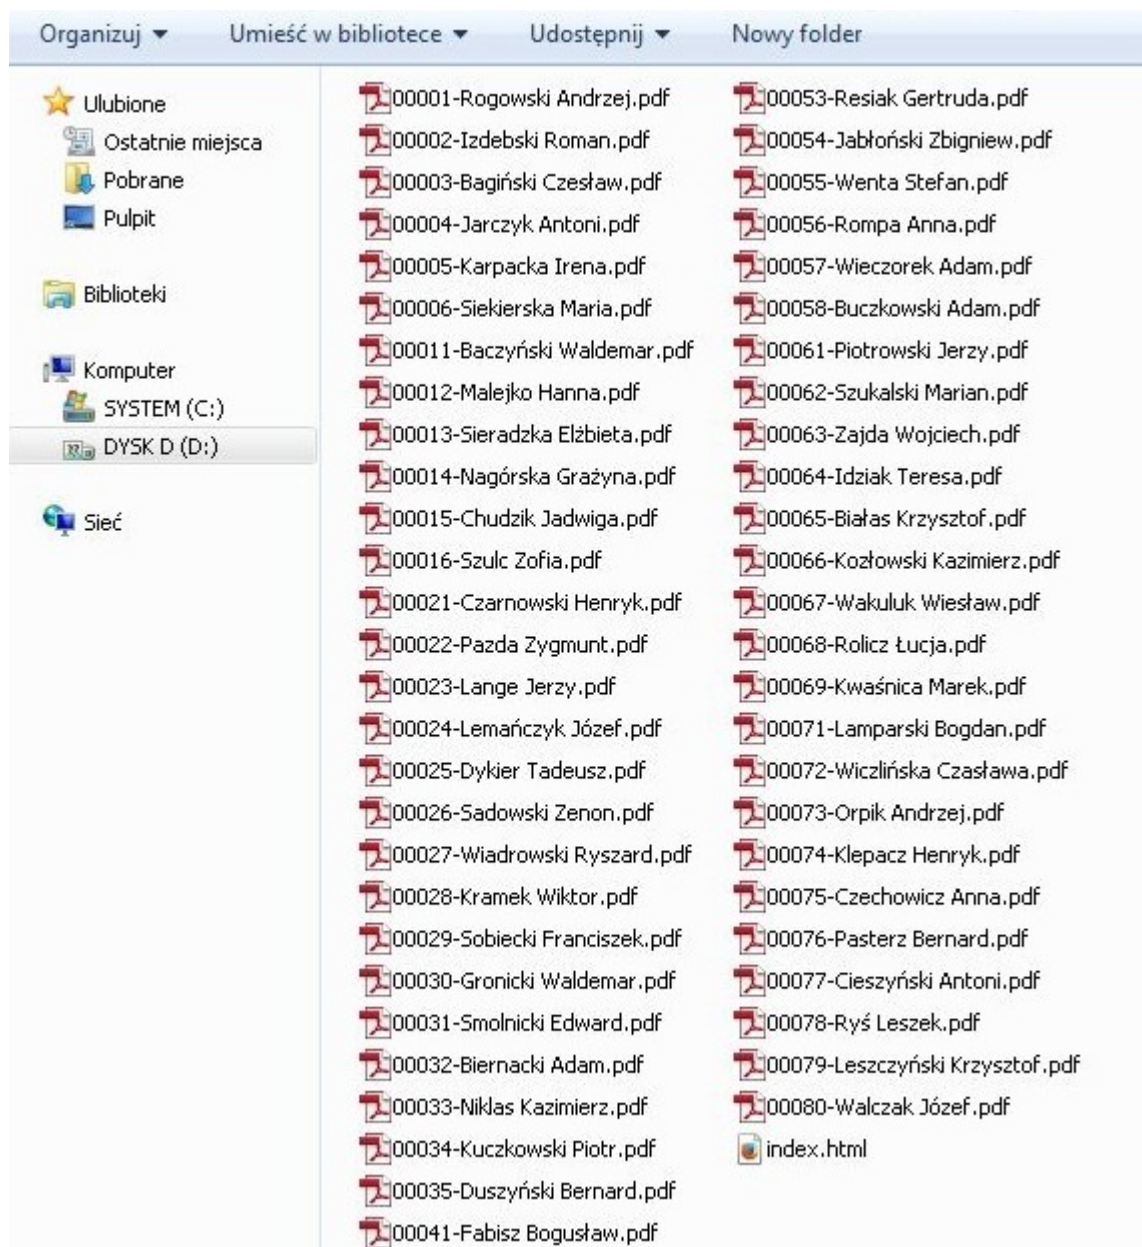 Organizuj Umieść w bibliotece Udostępnij Nowy folder
Ulubione
Ostatnie miejsca
Pobrane
Pulpit
Biblioteki
Komputer
SYSTEM (C:)
DYSK D (D:)
Sieć
00001-Rogowski Andrzej.pdf
00002-Izdebski Roman.pdf
00003-Bagiński Czesław.pdf
00004-Jarczyk Antoni.pdf
00005-Karpacka Irena.pdf
00006-Siekierska Maria.pdf
00011-Baczyński Waldemar.pdf
00012-Malejko Hanna.pdf
00013-Sieradzka Elżbieta.pdf
00014-Nagórska Grażyna.pdf
00015-Chudzik Jadwiga.pdf
00016-Szulc Zofia.pdf
00021-Czarnowski Henryk.pdf
00022-Pazda Zygmunt.pdf
00023-Lange Jerzy.pdf
00024-Lemańczyk Józef.pdf
00025-Dykier Tadeusz.pdf
00026-Sadowski Zenon.pdf
00027-Wiadrowski Ryszard.pdf
00028-Kramek Wiktor.pdf
00029-Sobiecki Franciszek.pdf
00030-Gronicki Waldemar.pdf
00031-Smolnicki Edward.pdf
00032-Biernacki Adam.pdf
00033-Niklas Kazimierz.pdf
00034-Kuczkowski Piotr.pdf
00035-Duszyński Bernard.pdf
00041-Fabisz Bogusław.pdf
00053-Resiak Gertruda.pdf
00054-Jabłoński Zbigniew.pdf
00055-Wenta Stefan.pdf
00056-Rompa Anna.pdf
00057-Wieczorek Adam.pdf
00058-Buczkowski Adam.pdf
00061-Piotrowski Jerzy.pdf
00062-Szukalski Marian.pdf
00063-Zajda Wojciech.pdf
00064-Idziak Teresa.pdf
00065-Białas Krzysztof.pdf
00066-Kozłowski Kazimierz.pdf
00067-Wakuluk Wiesław.pdf
00068-Rolicz Łucja.pdf
00069-Kwaśnica Marek.pdf
00071-Lamparski Bogdan.pdf
00072-Wiczlińska Czasława.pdf
00073-Orpik Andrzej.pdf
00074-Klepacz Henryk.pdf
00075-Czechowicz Anna.pdf
00076-Pasterz Bernard.pdf
00077-Cieszyński Antoni.pdf
00078-Ryś Leszek.pdf
00079-Leszczyński Krzysztof.pdf
00080-Walczak Józef.pdf
index.html